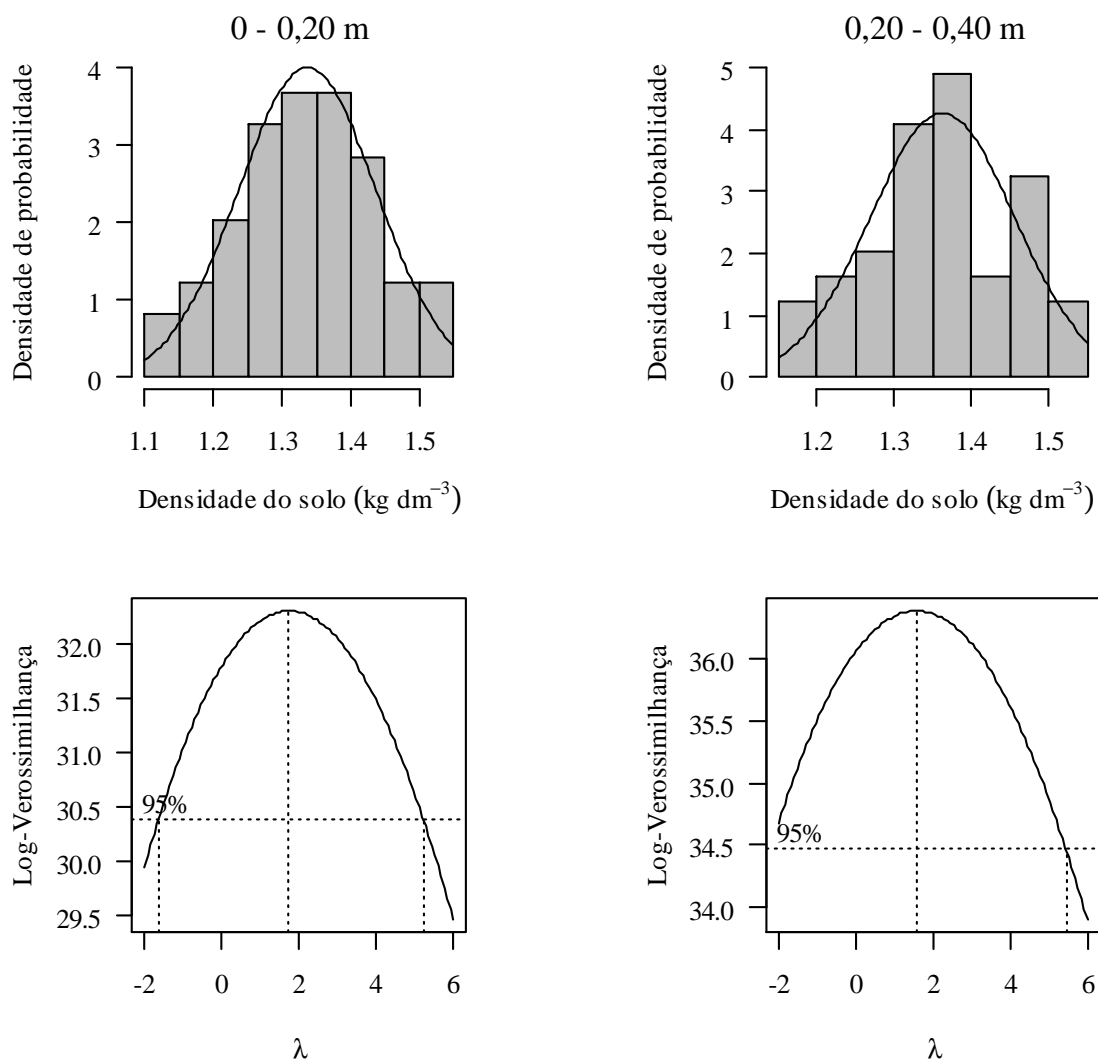 0 - 0,20 m
Densidade de probabilidade
4
3
2
1
0
1.1 1.2 1.3 1.4 1.5
Densidade do solo (kg dm⁻³)
0,20 - 0,40 m
Densidade de probabilidade
5
4
3
2
1
0
1.2 1.3 1.4 1.5
Densidade do solo (kg dm⁻³)
Log-Verossimilhança
32.0
31.5
31.0
30.5
30.0
29.5
95%
-2 0 2 4 6
λ
Log-Verossimilhança
36.0
35.5
35.0
34.5
34.0
95%
-2 0 2 4 6
λ